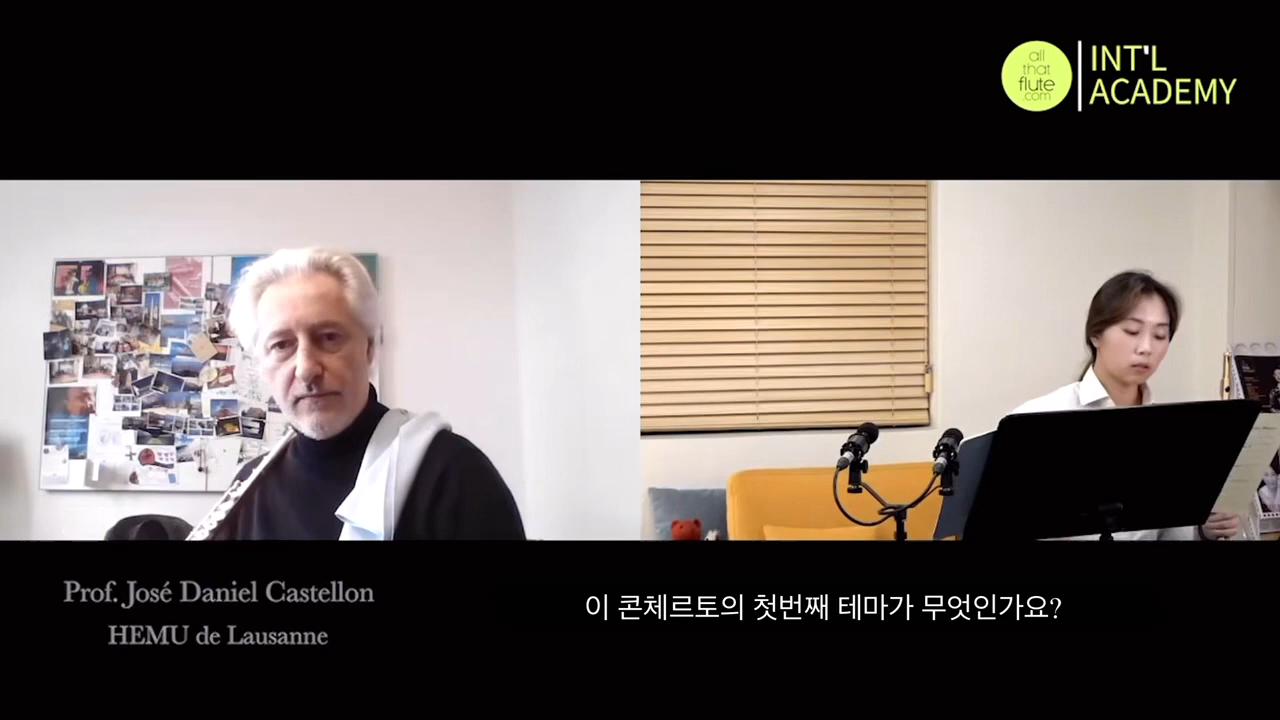 all
that
flute
.com
INT'L
ACADEMY
Prof. José Daniel Castellon
HEMU de Lausanne
이 콘체르토의 첫번째 테마가 무엇인가요?